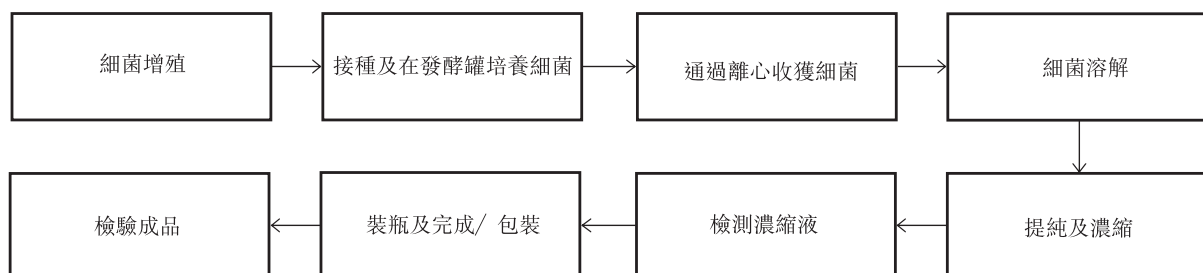 細菌增殖
接種及在發酵罐培養細菌
通過離心收獲細菌
細菌溶解
提純及濃縮
檢測濃縮液
裝瓶及完成/ 包裝
檢驗成品